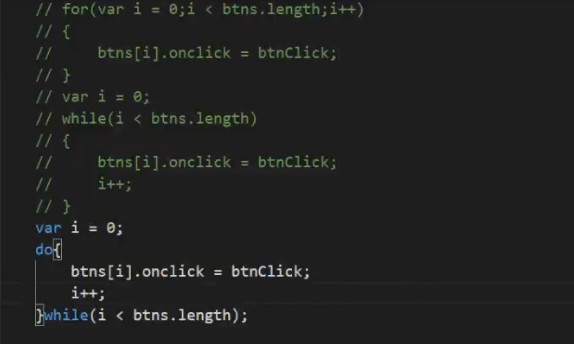 // for(var i = 0;i < btns.length;i++)
// {
//     btns[i].onclick = btnClick;
// }
// var i = 0;
// while(i < btns.length)
// {
//     btns[i].onclick = btnClick;
//     i++;
// }
var i = 0;
do{
    btns[i].onclick = btnClick;
    i++;
}while(i < btns.length);